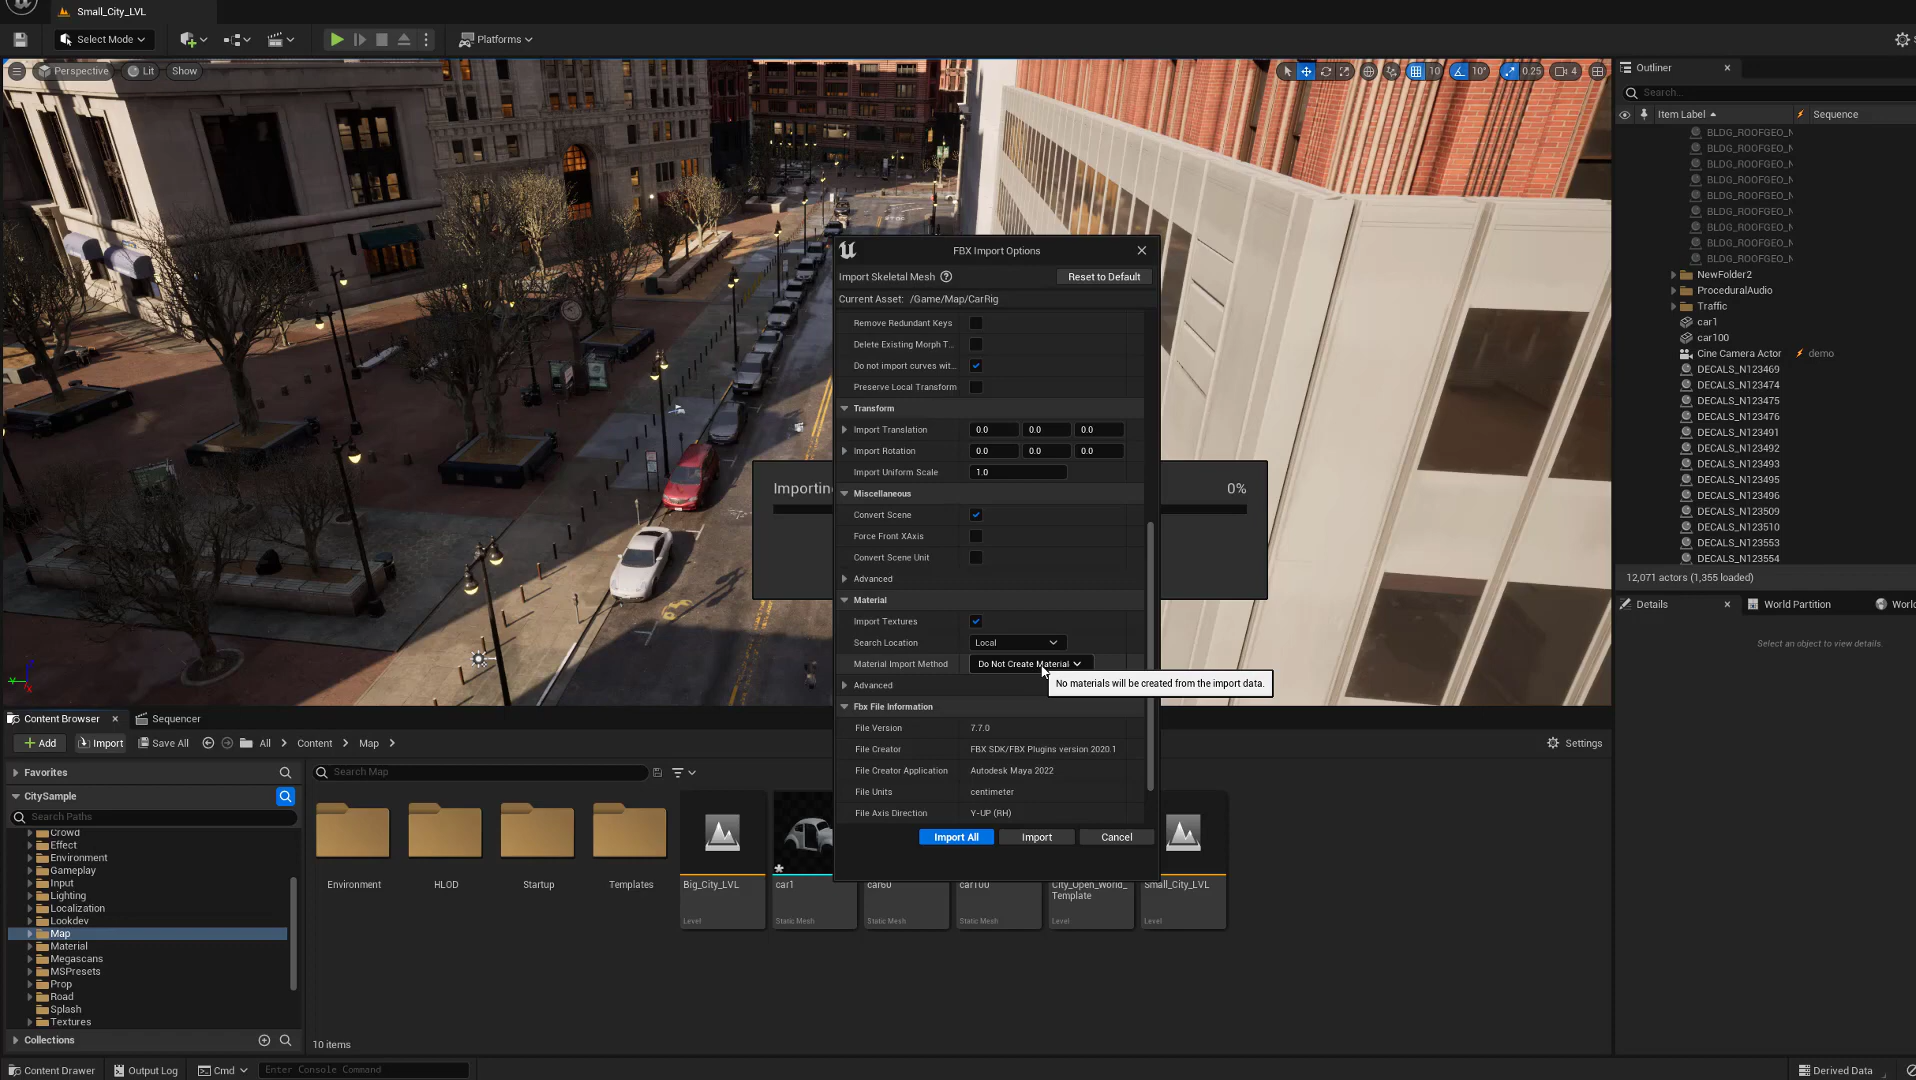 Small_City_LVL
Select Mode
Platforms
Perspective
Lit
Show
10
10°
0.25
4
Outliner
Search...
Item Label
Sequence
BLDG_ROOFGEO_N
BLDG_ROOFGEO_N
BLDG_ROOFGEO_N
BLDG_ROOFGEO_N
BLDG_ROOFGEO_N
BLDG_ROOFGEO_N
BLDG_ROOFGEO_N
BLDG_ROOFGEO_N
BLDG_ROOFGEO_N
NewFolder2
ProceduralAudio
Traffic
car1
car100
Cine Camera Actor
demo
DECALS_N123469
DECALS_N123474
DECALS_N123475
DECALS_N123476
DECALS_N123491
DECALS_N123492
DECALS_N123493
DECALS_N123495
DECALS_N123496
DECALS_N123509
DECALS_N123510
DECALS_N123553
DECALS_N123554
12,071 actors (1,355 loaded)
Details
World Partition
Worl
Select an object to view details.
FBX Import Options
Import Skeletal Mesh
Reset to Default
Current Asset: /Game/Map/CarRig
Remove Redundant Keys
Delete Existing Morph T...
Do not import curves wit...
Preserve Local Transform
Transform
Import Translation 0.0 0.0 0.0
Import Rotation 0.0 0.0 0.0
Import Uniform Scale 1.0
Miscellaneous
Convert Scene
Force Front XAxis
Convert Scene Unit
Advanced
Material
Import Textures
Search Location Local
Material Import Method Do Not Create Material
No materials will be created from the import data.
Advanced
Fbx File Information
File Version 7.7.0
File Creator FBX SDK/FBX Plugins version 2020.1
File Creator Application Autodesk Maya 2022
File Units centimeter
File Axis Direction Y-UP (RH)
Import All
Import
Cancel
Importin
0%
Content Browser
Sequencer
Add
Import
Save All
All
Content
Map
Settings
Favorites
CitySample
Search Paths
Crowd
Effect
Environment
Gameplay
Input
Lighting
Localization
Lookdev
Map
Material
Megascans
MSPresets
Prop
Road
Splash
Textures
Collections
Search Map
Environment
HLOD
Startup
Templates
Big_City_LVL
Level
car1
Static Mesh
car60
Static Mesh
car100
Static Mesh
City_Open_World_
Template
Level
Small_City_LVL
Level
10 items
Content Drawer
Output Log
Cmd
Enter Console Command
Derived Data